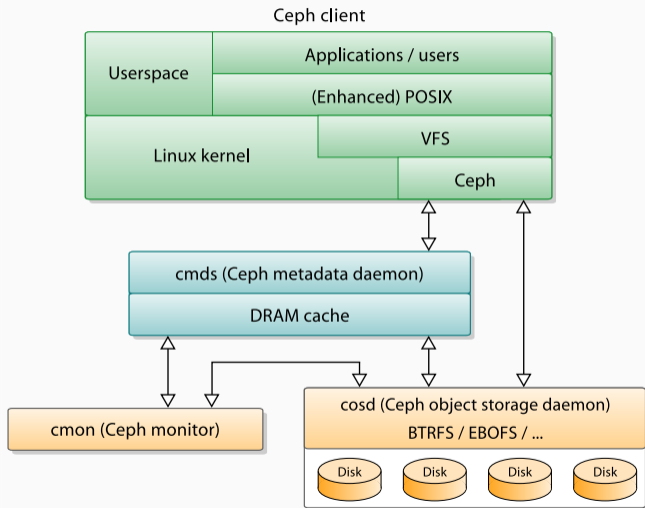 Ceph client
Applications / users
Userspace
(Enhanced) POSIX
VFS
Linux kernel
Ceph
cmds (Ceph metadata daemon)
DRAM cache
cosd (Ceph object storage daemon)
cmon (Ceph monitor)
BTRFS / EBOFS / ...
Disk Disk Disk Disk